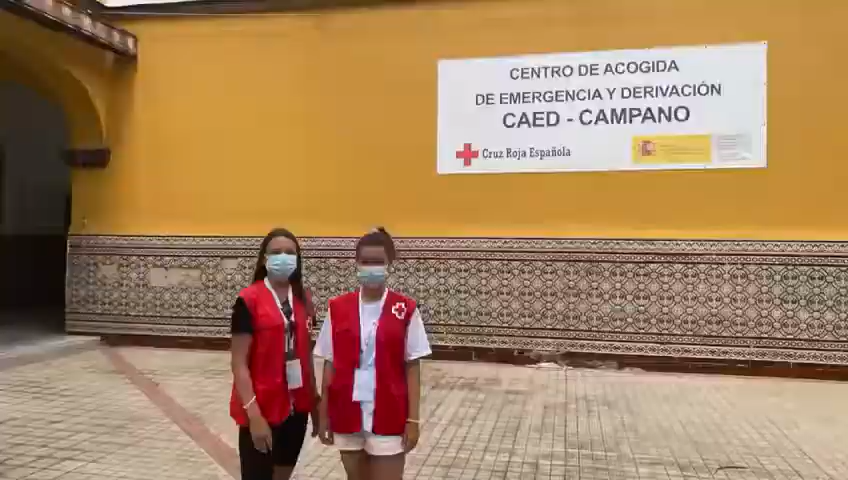 CENTRO DE ACOGIDA
DE EMERGENCIA Y DERIVACIÓN
CAED - CAMPANO
Cruz Roja Española